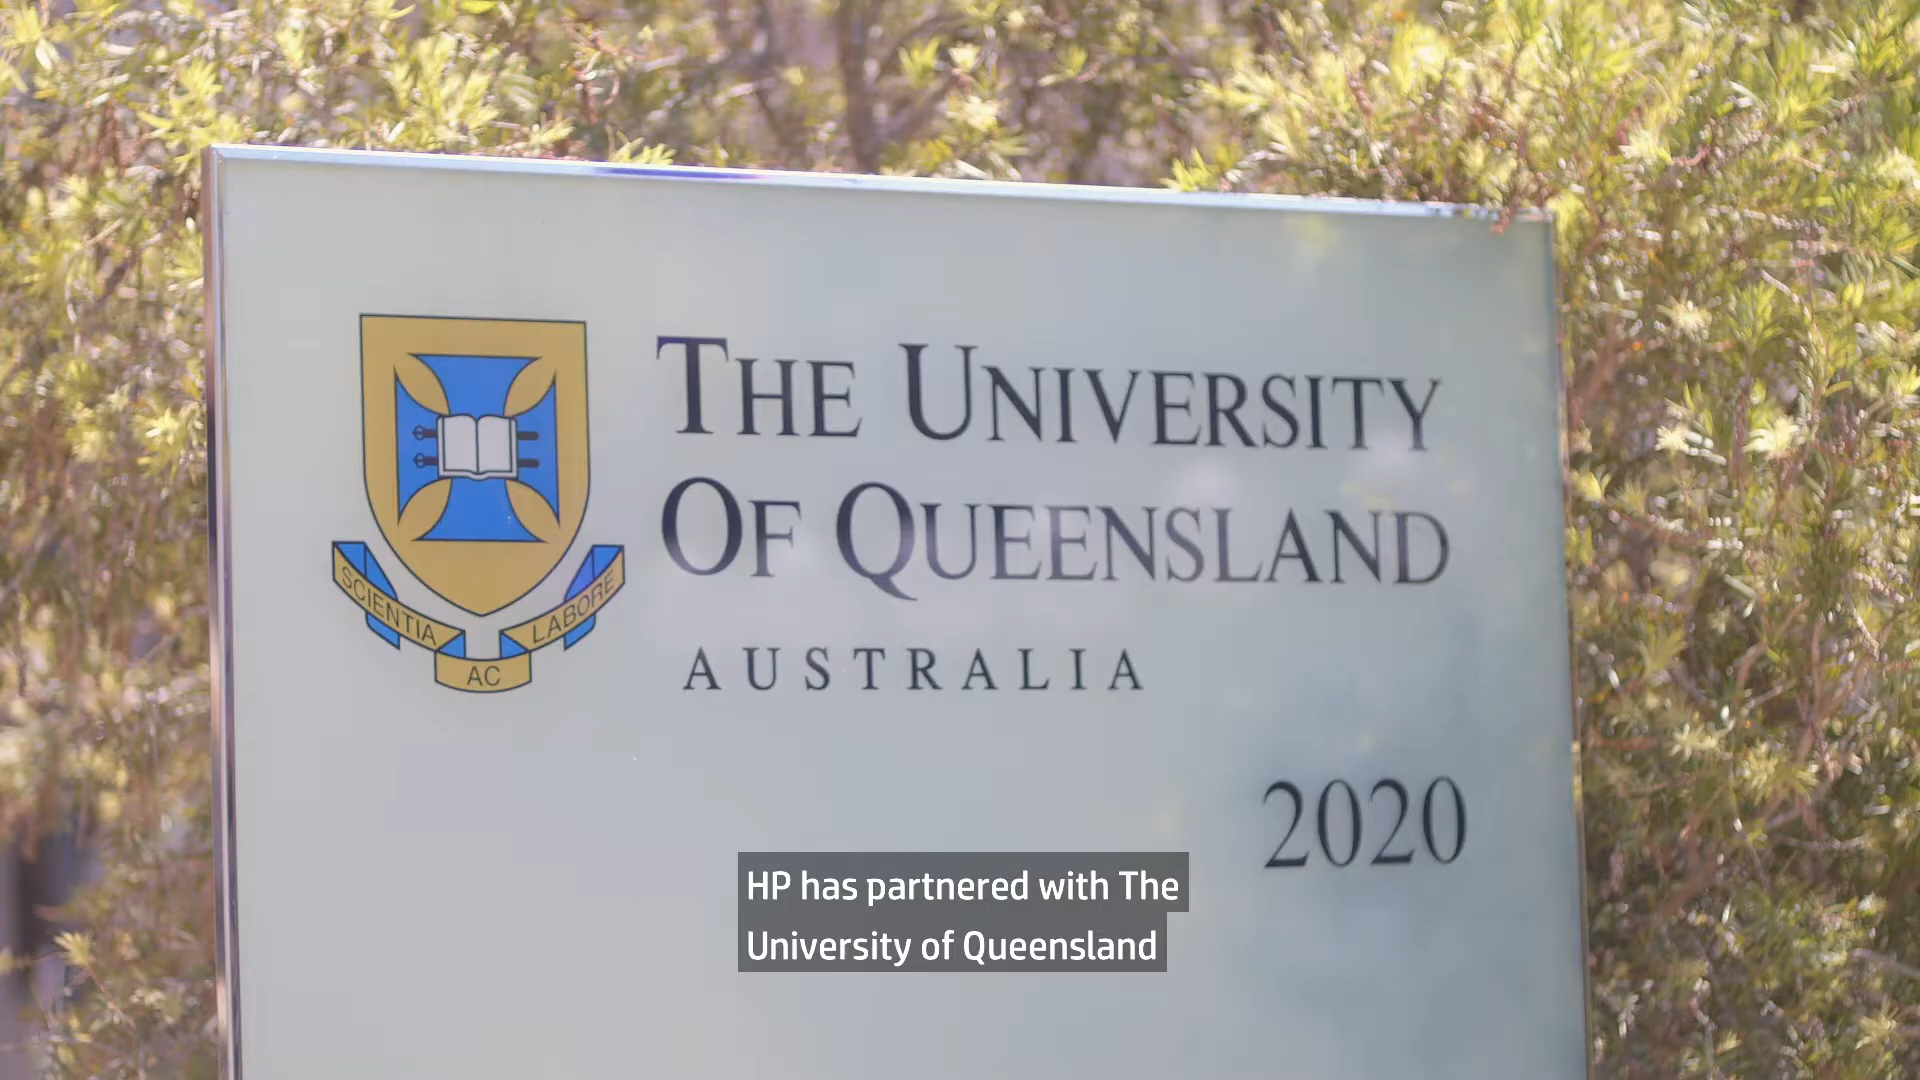 THE UNIVERSITY
OF QUEENSLAND
AUSTRALIA
SCIENTIA
AC
LABORE
2020
HP has partnered with The
University of Queensland